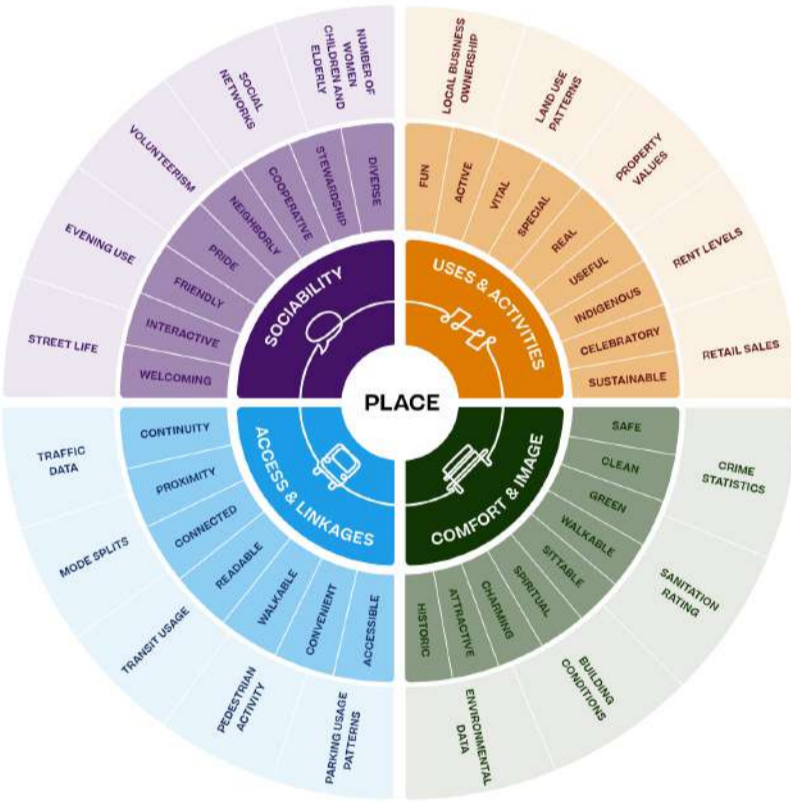 PLACE
SOCIABILITY
DIVERSE
STEWARDSHIP
COOPERATIVE
NEIGHBORLY
PRIDE
FRIENDLY
INTERACTIVE
WELCOMING
NUMBER OF
WOMEN
CHILDREN AND
ELDERLY
SOCIAL
NETWORKS
VOLUNTEERISM
EVENING USE
STREET LIFE
USES & ACTIVITIES
FUN
ACTIVE
VITAL
SPECIAL
REAL
USEFUL
INDIGENOUS
CELEBRATORY
SUSTAINABLE
LOCAL BUSINESS
OWNERSHIP
LAND USE
PATTERNS
PROPERTY
VALUES
RENT LEVELS
RETAIL SALES
COMFORT & IMAGE
SAFE
CLEAN
GREEN
WALKABLE
SITTABLE
SPIRITUAL
CHARMING
ATTRACTIVE
HISTORIC
CRIME
STATISTICS
SANITATION
RATING
BUILDING
CONDITIONS
ENVIRONMENTAL
DATA
ACCESS & LINKAGES
CONTINUITY
PROXIMITY
CONNECTED
READABLE
WALKABLE
CONVENIENT
ACCESSIBLE
TRAFFIC
DATA
MODE SPLITS
TRANSIT USAGE
PEDESTRIAN
ACTIVITY
PARKING USAGE
PATTERNS